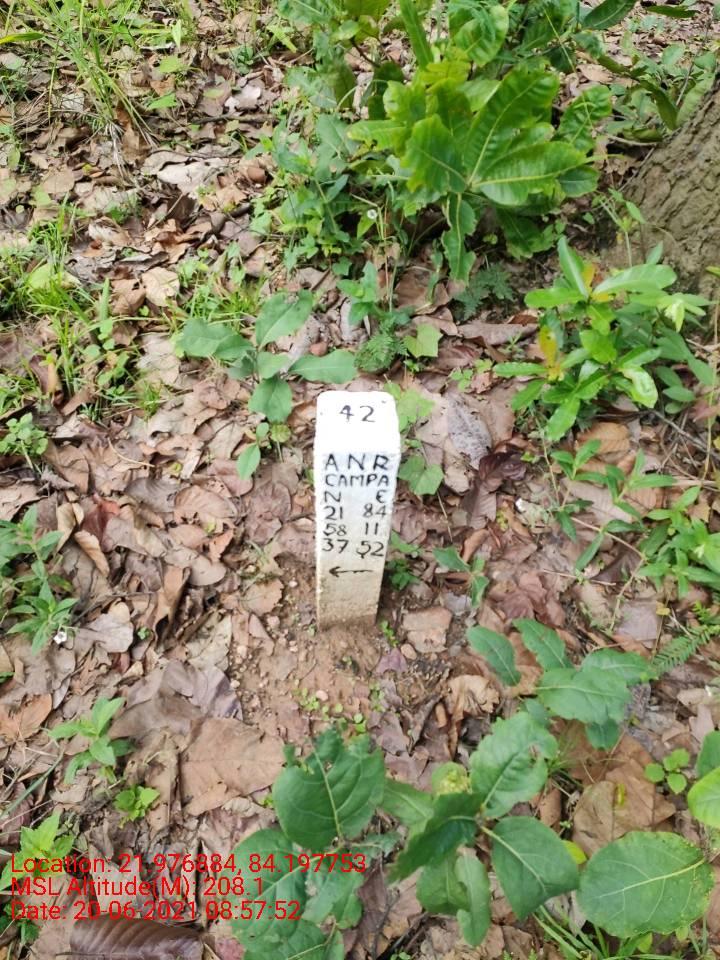 42
A N R
CAMPA
N E
21 84
58 11
37 52
←
Location: 21.976884, 84.197753
MSL Altitude(M): 208.1
Date: 20-06-2021 08:57:52